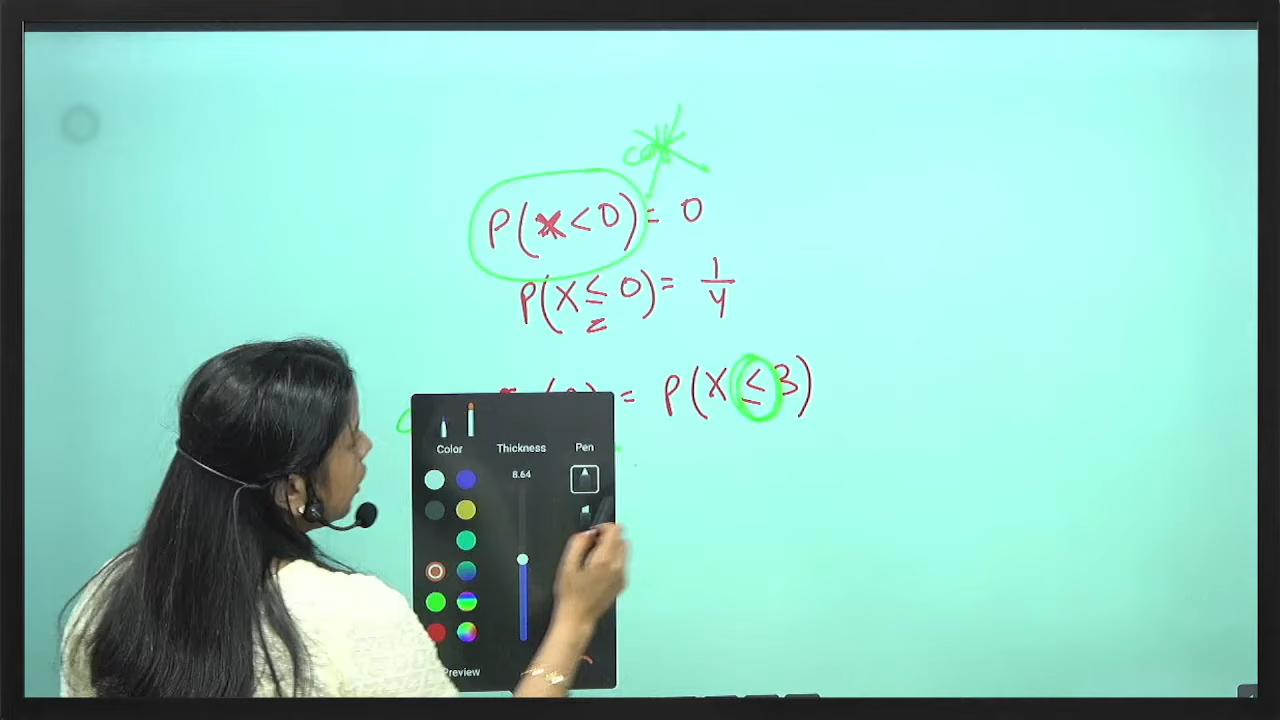 P(X<0) = 0
P(X ≤ 0) = 1/4
= P(X ≤ 3)
Color Thickness Pen
8.64
Preview